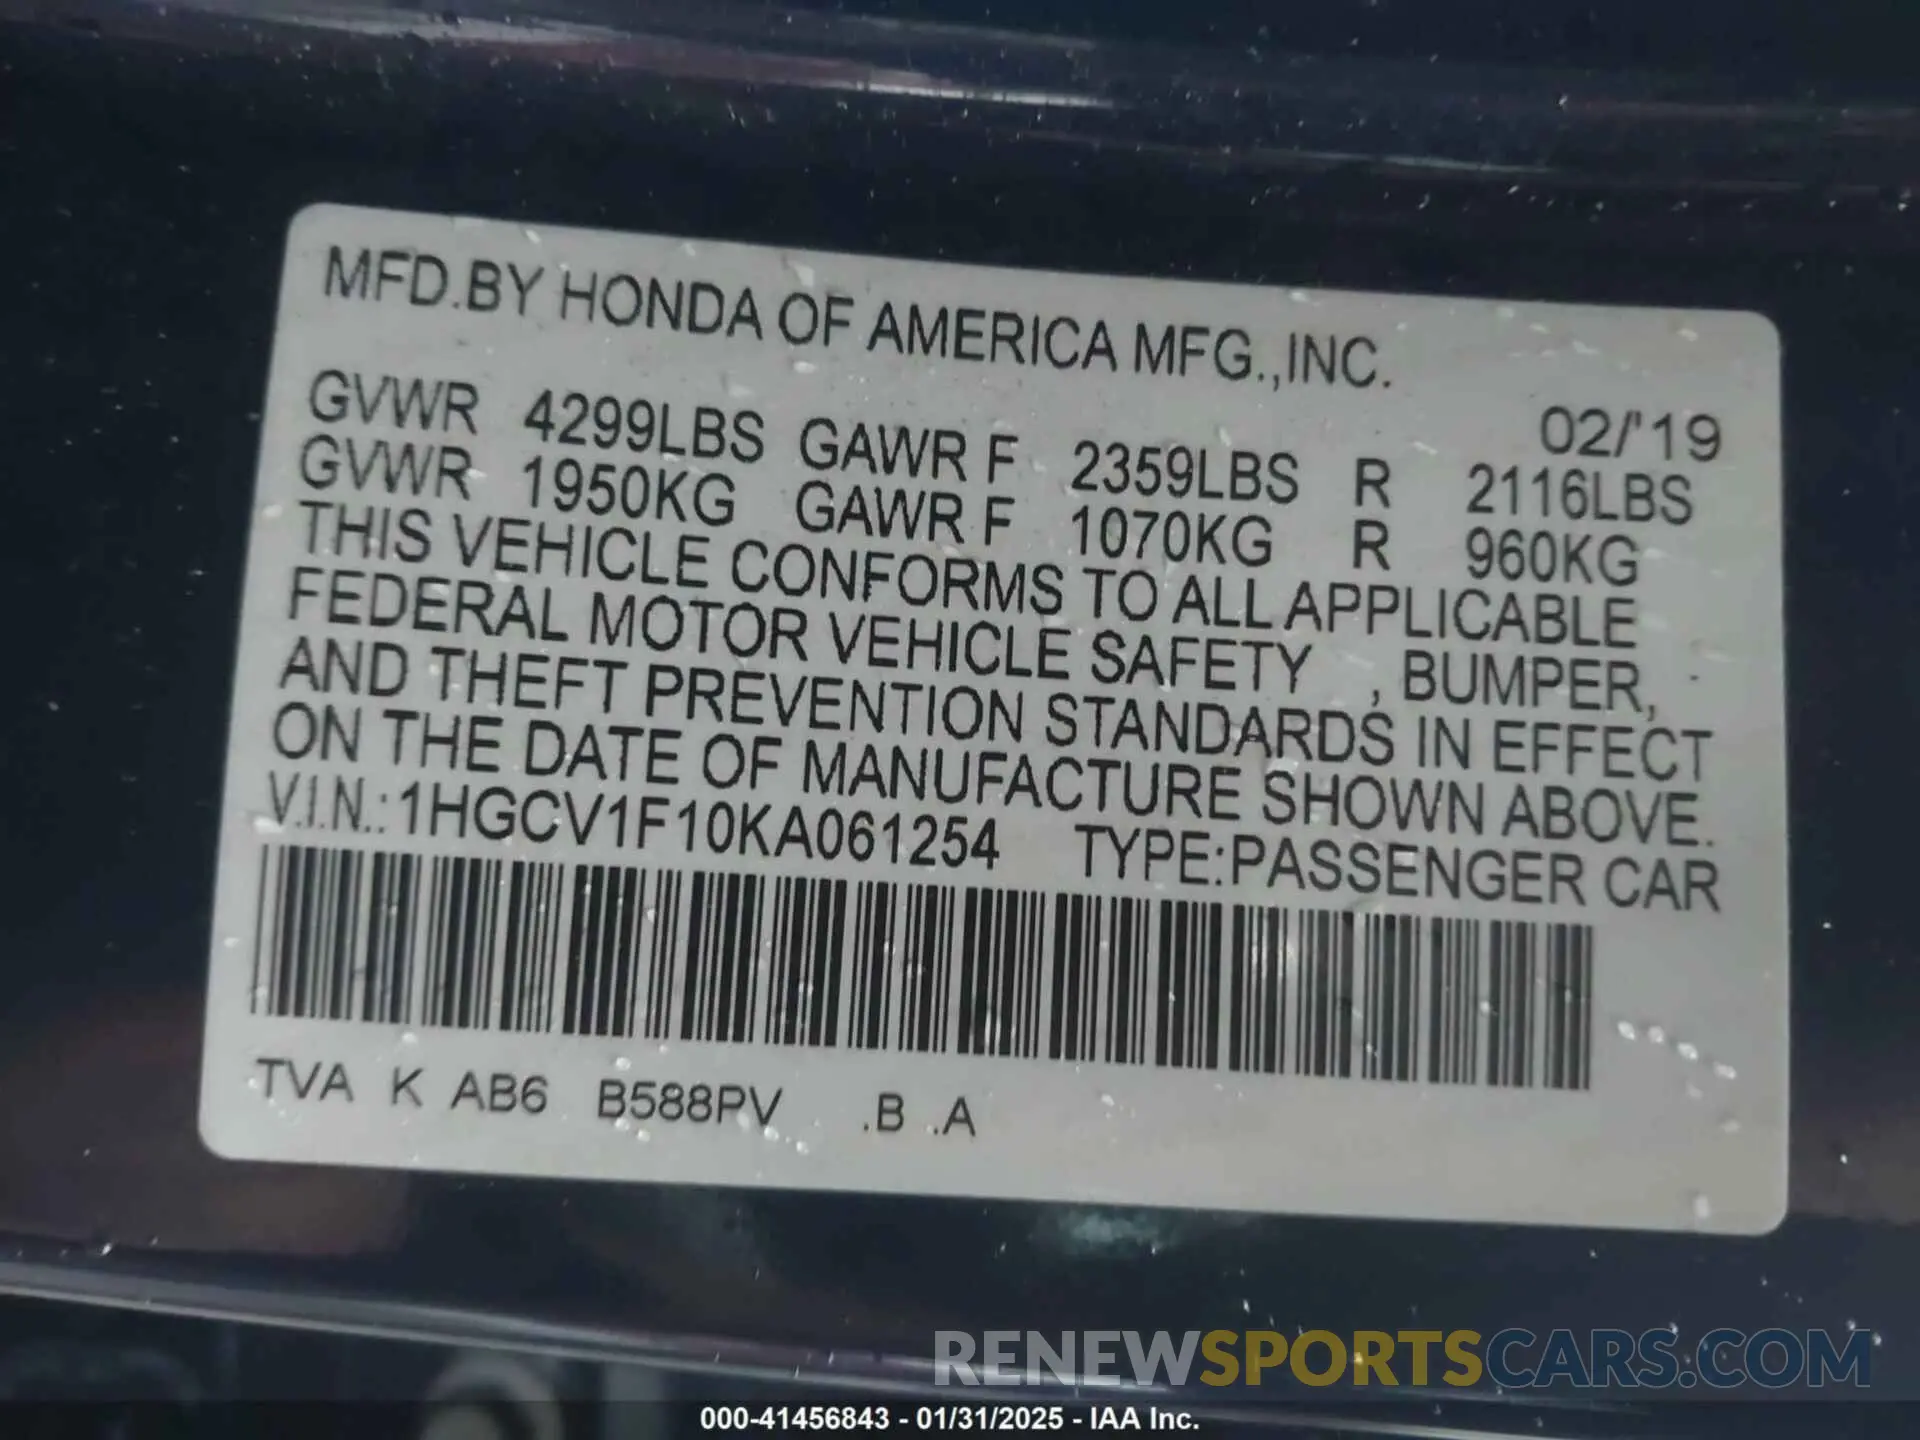 MFD.BY HONDA OF AMERICA MFG.,INC.
02/'19
GVWR 4299LBS GAWR F 2359LBS R 2116LBS
GVWR 1950KG GAWR F 1070KG R 960KG
THIS VEHICLE CONFORMS TO ALL APPLICABLE
FEDERAL MOTOR VEHICLE SAFETY , BUMPER,
AND THEFT PREVENTION STANDARDS IN EFFECT
ON THE DATE OF MANUFACTURE SHOWN ABOVE.
V.I.N.: 1HGCV1F10KA061254 TYPE:PASSENGER CAR
TVA K AB6 B588PV .B .A
RENEWSPORTSCARS.COM
000-41456843 - 01/31/2025 - IAA Inc.